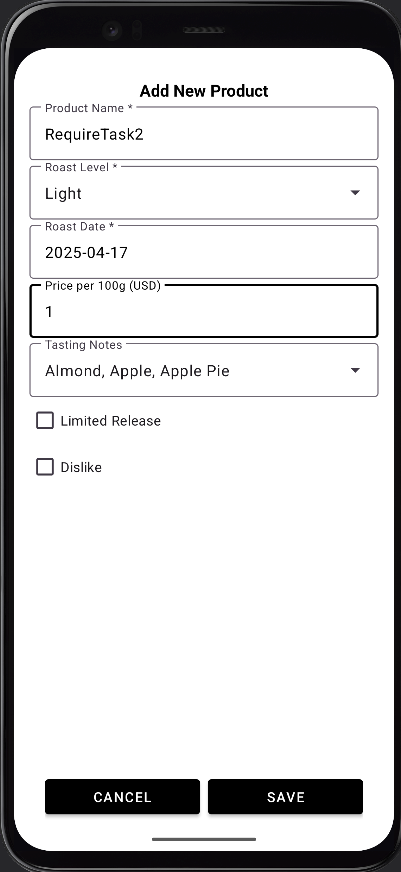 Add New Product
Product Name *
RequireTask2
Roast Level *
Light
Roast Date *
2025-04-17
Price per 100g (USD)
1
Tasting Notes
Almond, Apple, Apple Pie
Limited Release
Dislike
CANCEL SAVE